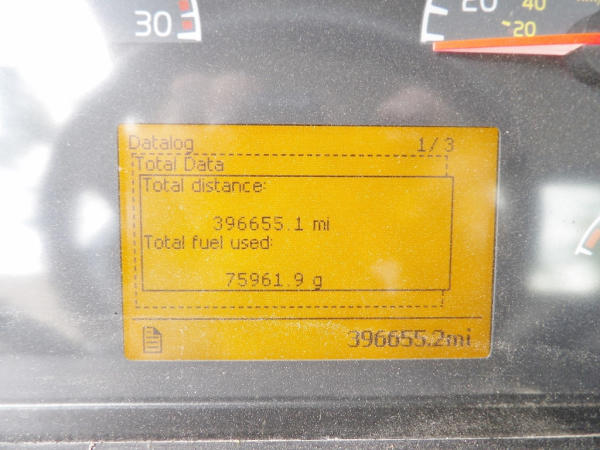 30
20 40
20
Datalog 1/3
Total Data
Total distance:
396655.1 mi
Total fuel used:
75961.9 g
396655.2mi